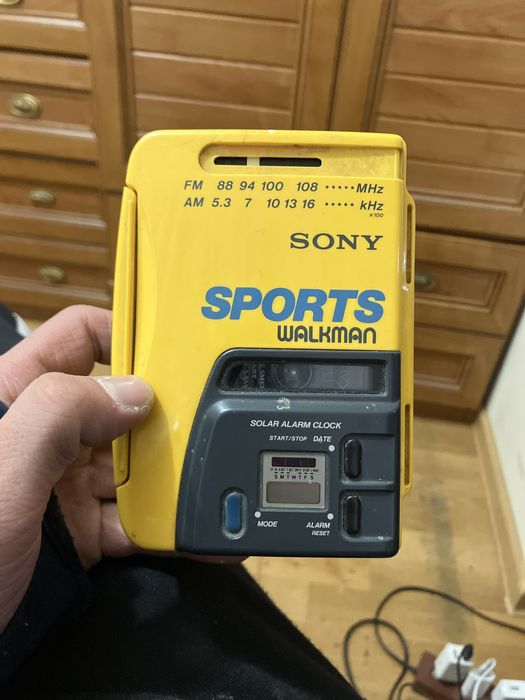 FM 88 94 100 108 ····· MHz
AM 5.3 7 10 13 16 ····· kHz
X100
SONY
SPORTS
WALKMAN
SOLAR ALARM CLOCK
START/STOP DATE
S M T W T F S
MODE ALARM
RESET